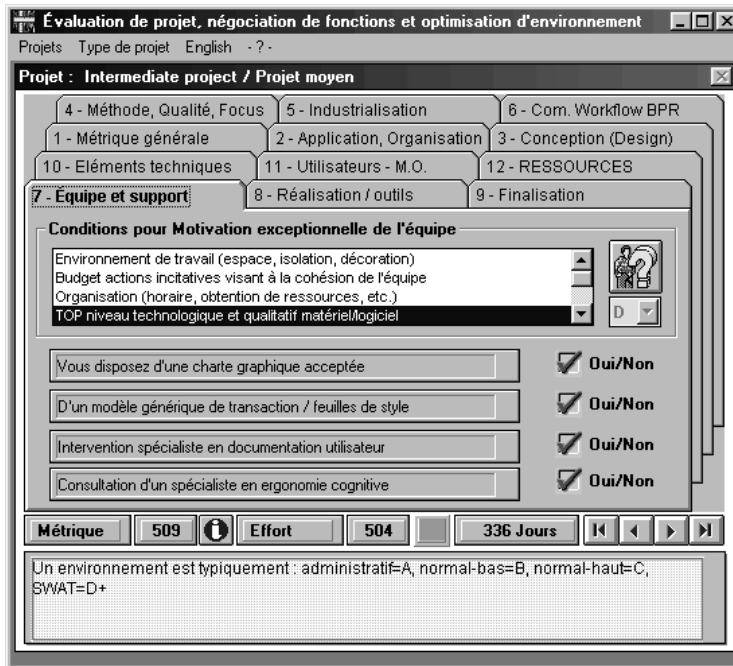 Évaluation de projet, négociation de fonctions et optimisation d'environnement
Projets Type de projet English - ? -
Projet : Intermediate project / Projet moyen
4 - Méthode, Qualité, Focus 5 - Industrialisation 6 - Com. Workflow BPR
1 - Métrique générale 2 - Application, Organisation 3 - Conception (Design)
10 - Eléments techniques 11 - Utilisateurs - M.O. 12 - RESSOURCES
7 - Équipe et support 8 - Réalisation / outils 9 - Finalisation
Conditions pour Motivation exceptionnelle de l'équipe
Environnement de travail (espace, isolation, décoration)
Budget actions incitatives visant à la cohésion de l'équipe
Organisation (horaire, obtention de ressources, etc.)
TOP niveau technologique et qualitatif matériel/logiciel
D
Vous disposez d'une charte graphique acceptée Oui/Non
D'un modèle générique de transaction / feuilles de style Oui/Non
Intervention spécialiste en documentation utilisateur Oui/Non
Consultation d'un spécialiste en ergonomie cognitive Oui/Non
Métrique 509 Effort 504 336 Jours
Un environnement est typiquement : administratif=A, normal-bas=B, normal-haut=C,
SWAT=D+